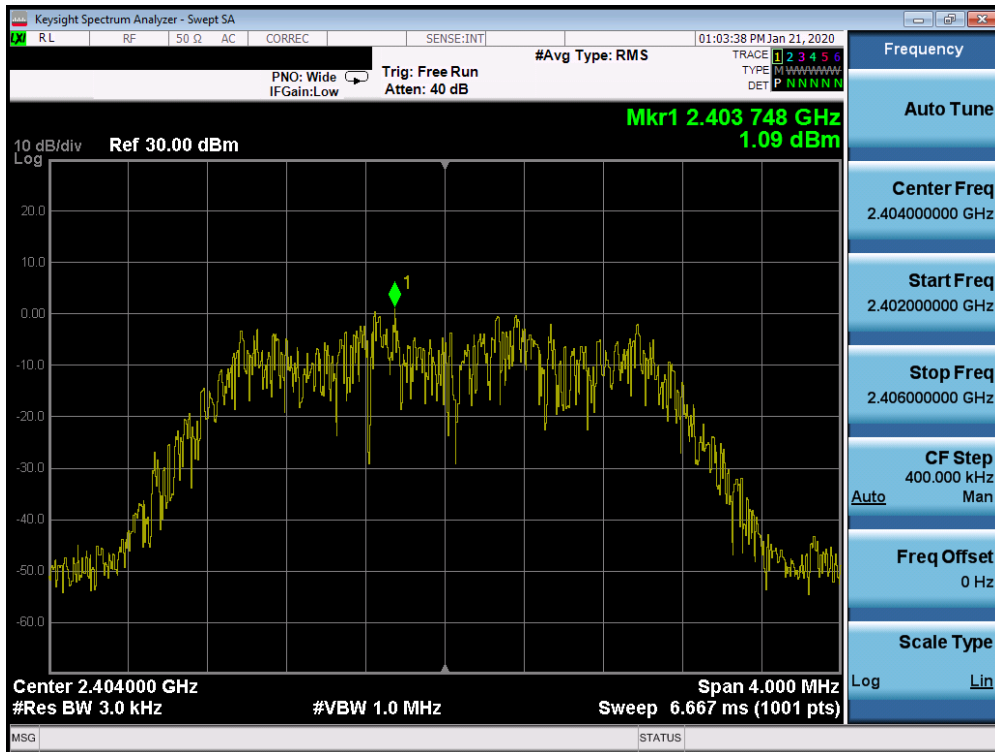 Keysight Spectrum Analyzer - Swept SA
LXI RL RF 50 Ω AC CORREC SENSE:INT 01:03:38 PM Jan 21, 2020
#Avg Type: RMS
TRACE 1 2 3 4 5 6
PNO: Wide Trig: Free Run
TYPE M W W W W W
IFGain:Low Atten: 40 dB
DET P N N N N N
Mkr1 2.403 748 GHz
1.09 dBm
10 dB/div Ref 30.00 dBm
Log
20.0
10.0
1
0.00
-10.0
-20.0
-30.0
-40.0
-50.0
-60.0
Center 2.404000 GHz Span 4.000 MHz
#Res BW 3.0 kHz #VBW 1.0 MHz Sweep 6.667 ms (1001 pts)
MSG STATUS
Frequency
Auto Tune
Center Freq
2.404000000 GHz
Start Freq
2.402000000 GHz
Stop Freq
2.406000000 GHz
CF Step
400.000 kHz
Auto Man
Freq Offset
0 Hz
Scale Type
Log Lin